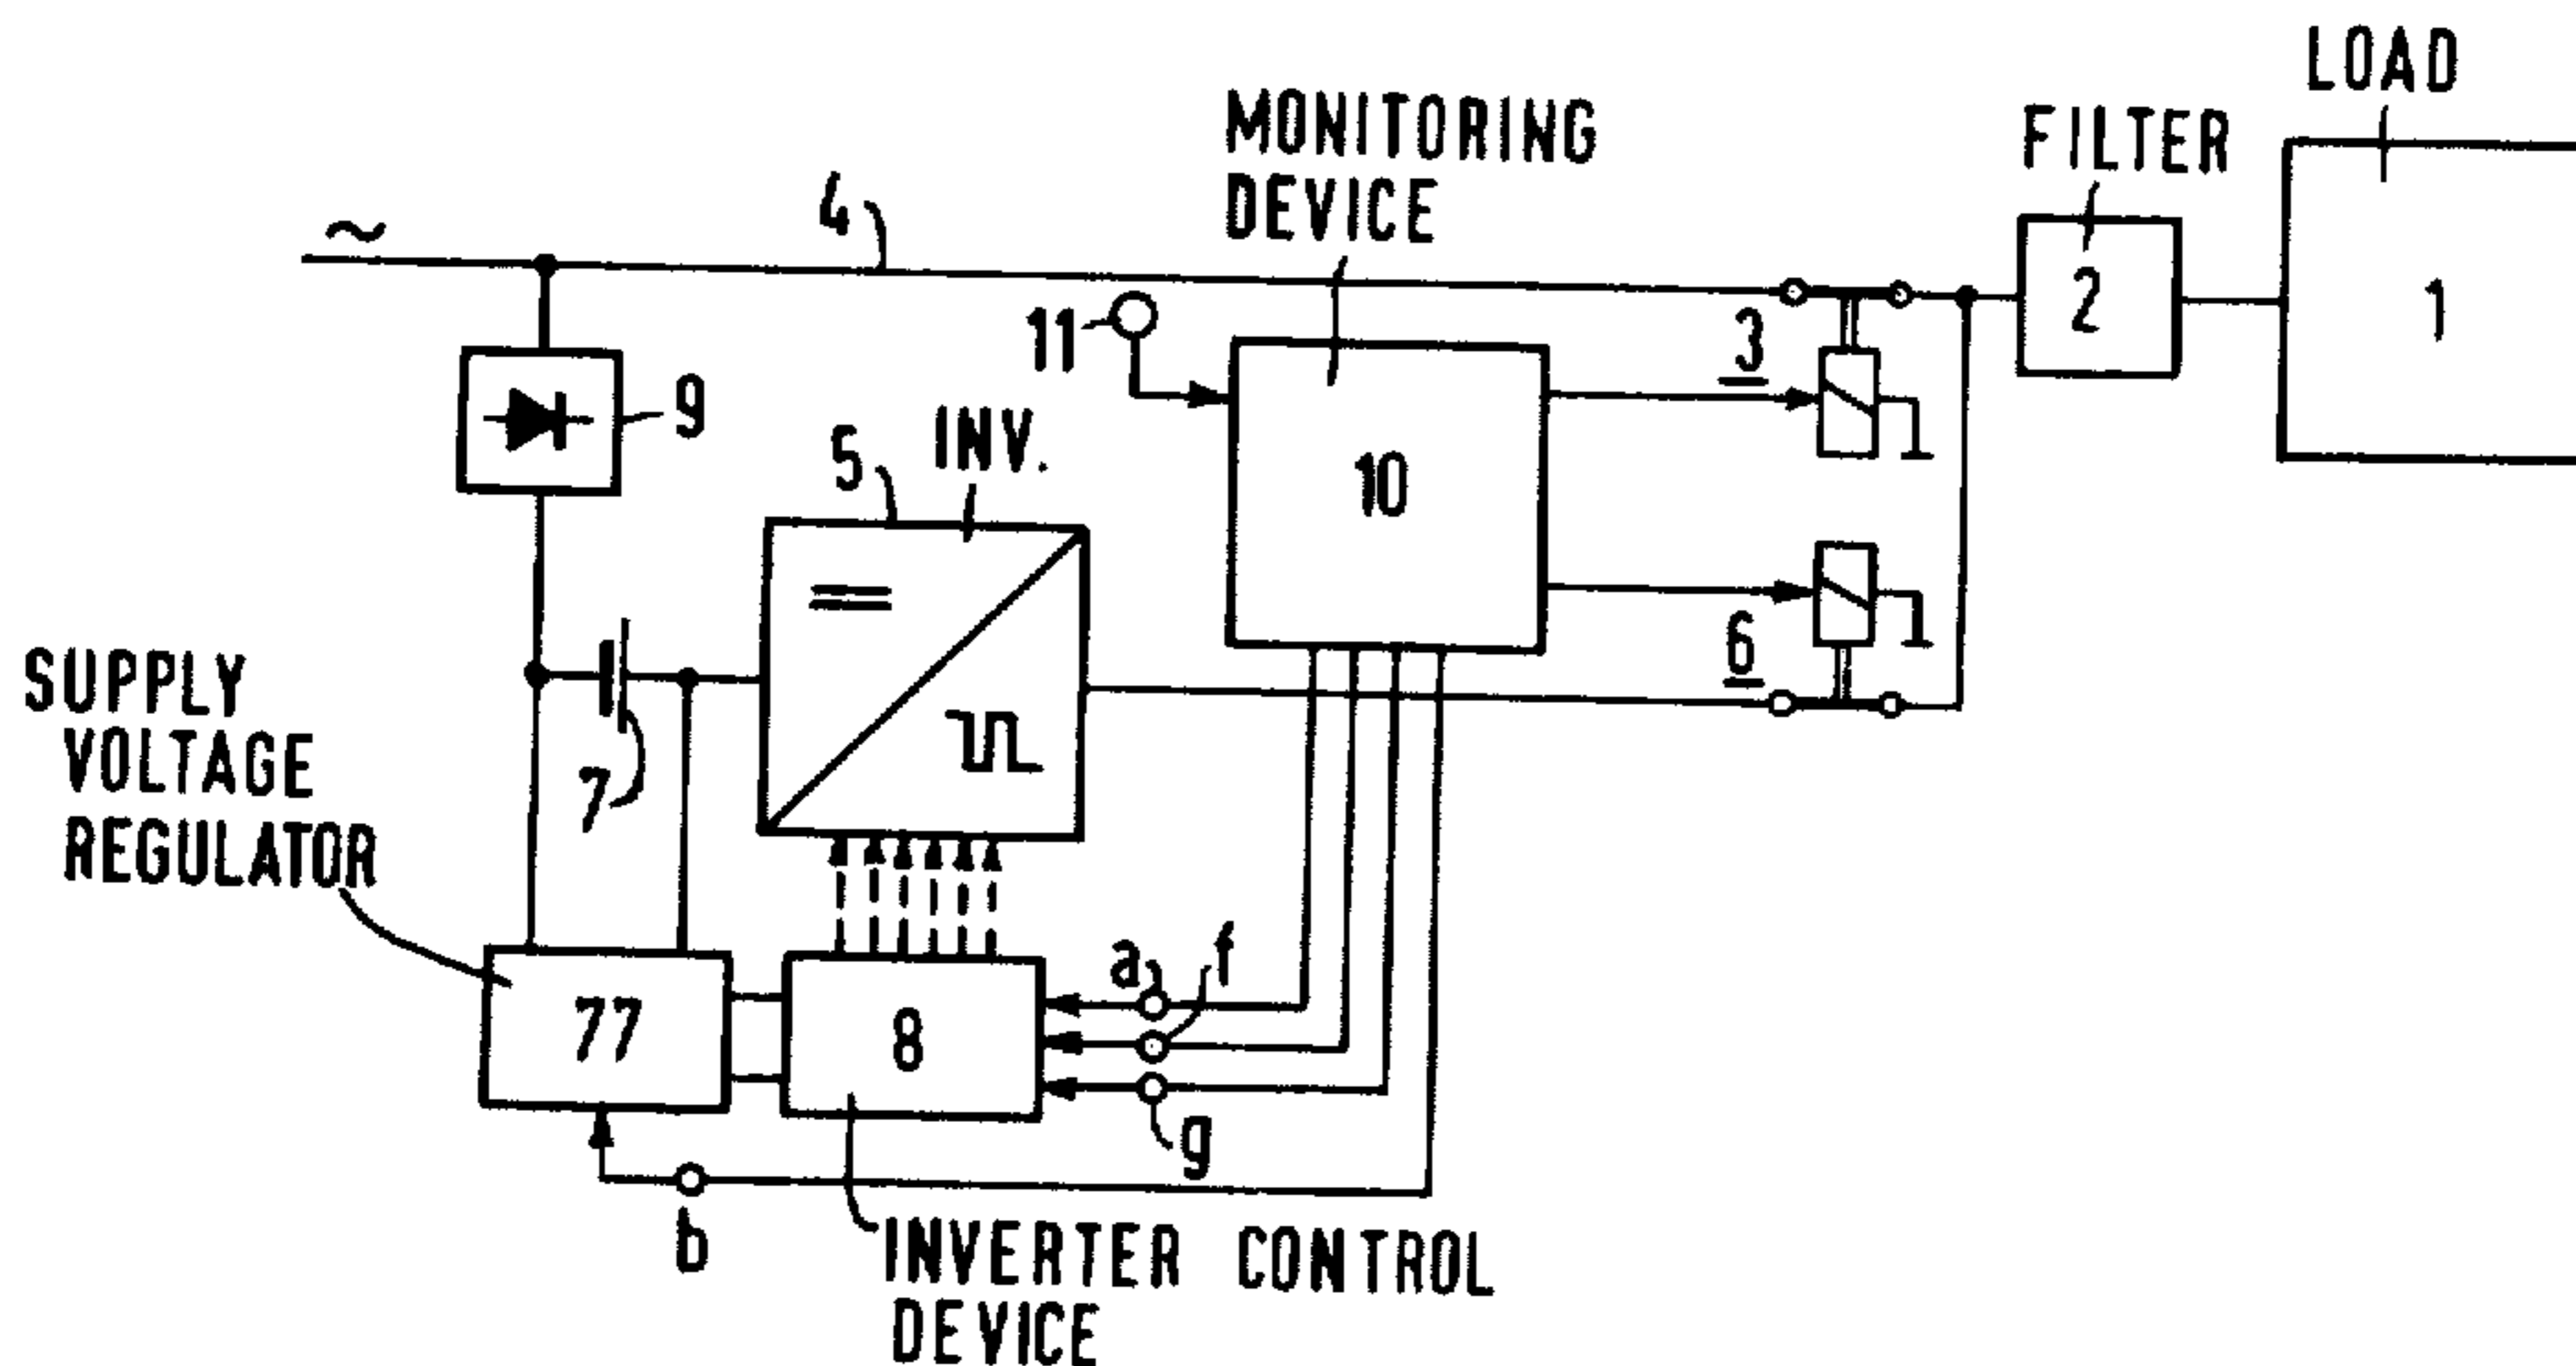 LOAD
MONITORING
DEVICE
FILTER
~
4
11
3
2
1
9
5
INV.
10
6
SUPPLY
VOLTAGE
REGULATOR
7
77
8
a
f
g
b
INVERTER CONTROL
DEVICE